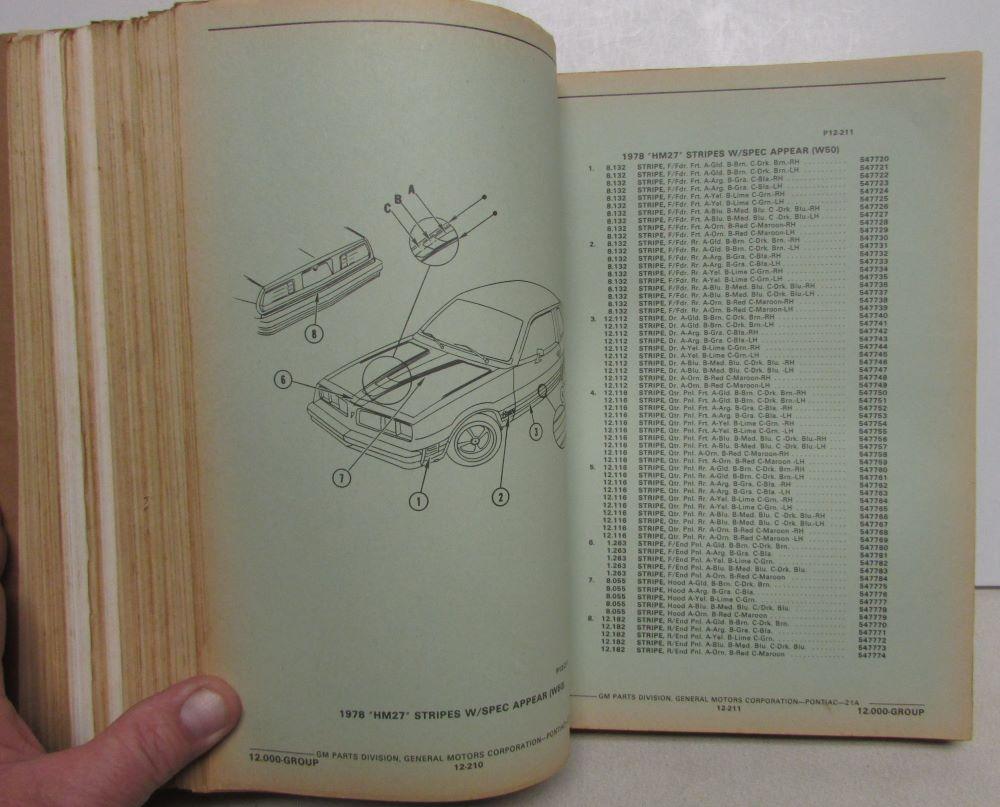 C
B
A
8
6
7
1
2
3
P12-21
1978 "HM27" STRIPES W/SPEC APPEAR (W50)
GM PARTS DIVISION, GENERAL MOTORS CORPORATION—PONTIAC—
12.000-GROUP
12-210
P12-211
1978 "HM27" STRIPES W/SPEC APPEAR (W50)
1. 8.132 STRIPE, F/Fdr. Frt. A-Gld. B-Brn. C-Drk. Brn.-RH 547720
8.132 STRIPE, F/Fdr. Frt. A-Gld. B-Brn. C-Drk. Brn.-LH 547721
8.132 STRIPE, F/Fdr. Frt. A-Arg. B-Gra. C-Bla.-RH 547722
8.132 STRIPE, F/Fdr. Frt. A-Arg. B-Gra. C-Bla.-LH 547723
8.132 STRIPE, F/Fdr. Frt. A-Yel. B-Lime C-Grn.-RH 547724
8.132 STRIPE, F/Fdr. Frt. A-Yel. B-Lime C-Grn.-LH 547725
8.132 STRIPE, F/Fdr. Frt. A-Blu. B-Med. Blu. C -Drk. Blu.-RH 547726
8.132 STRIPE, F/Fdr. Frt. A-Blu. B-Med. Blu. C -Drk. Blu.-LH 547727
8.132 STRIPE, F/Fdr. Frt. A-Orn. B-Red C-Maroon-RH 547728
8.132 STRIPE, F/Fdr. Frt. A-Orn. B-Red C-Maroon-LH 547729
2. 8.132 STRIPE, F/Fdr. Rr. A-Gld. B-Brn. C-Drk. Brn. -RH 547730
8.132 STRIPE, F/Fdr. Rr. A-Gld. B-Brn. C-Drk. Brn.-LH 547731
8.132 STRIPE, F/Fdr. Rr. A-Arg. B-Gra. C-Bla.-RH 547732
8.132 STRIPE, F/Fdr. Rr. A-Arg. B-Gra. C-Bla.-LH 547733
8.132 STRIPE, F/Fdr. Rr. A-Yel. B-Lime C-Grn.-RH 547734
8.132 STRIPE, F/Fdr. Rr. A-Yel. B-Lime C-Grn.-LH 547735
8.132 STRIPE, F/Fdr. Rr. A-Blu. B-Med. Blu. C-Drk. Blu.-RH 547736
8.132 STRIPE, F/Fdr. Rr. A-Blu. B-Med. Blu. C-Drk. Blu.-LH 547737
8.132 STRIPE, F/Fdr. Rr. A-Orn. B-Red C-Maroon-RH 547738
8.132 STRIPE, F/Fdr. Rr. A-Orn. B-Red C-Maroon-LH 547739
3. 12.112 STRIPE, Dr. A-Gld. B-Brn. C-Drk. Brn.-RH 547740
12.112 STRIPE, Dr. A-Gld. B-Brn. C-Drk. Brn.-LH 547741
12.112 STRIPE, Dr. A-Arg. B-Gra. C-Bla.-RH 547742
12.112 STRIPE, Dr. A-Arg. B-Gra. C-Bla.-LH 547743
12.112 STRIPE, Dr. A-Yel. B-Lime C-Grn.-RH 547744
12.112 STRIPE, Dr. A-Yel. B-Lime C-Grn.-LH 547745
12.112 STRIPE, Dr. A-Blu. B-Med. Blu. C-Drk. Blu. -RH 547746
12.112 STRIPE, Dr. A-Blu. B-Med. Blu. C-Drk. Blu. -LH 547747
12.112 STRIPE, Dr. A-Orn. B-Red C-Maroon-RH 547748
12.112 STRIPE, Dr. A-Orn. B-Red C-Maroon-LH 547749
4. 12.116 STRIPE, Qtr. Pnl. Frt. A-Gld. B-Brn. C-Drk. Brn.-RH 547750
12.116 STRIPE, Qtr. Pnl. Frt. A-Gld. B-Brn. C-Drk. Brn.-LH 547751
12.116 STRIPE, Qtr. Pnl. Frt. A-Arg. B-Gra. C-Bla. -RH 547752
12.116 STRIPE, Qtr. Pnl. Frt. A-Arg. B-Gra. C-Bla. -LH 547753
12.116 STRIPE, Qtr. Pnl. Frt. A-Yel. B-Lime C-Grn. -RH 547754
12.116 STRIPE, Qtr. Pnl. Frt. A-Yel. B-Lime C-Grn. -LH 547755
12.116 STRIPE, Qtr. Pnl. Frt. A-Blu. B-Med. Blu. C -Drk. Blu.-RH 547756
12.116 STRIPE, Qtr. Pnl. Frt. A-Blu. B-Med. Blu. C -Drk. Blu.-LH 547757
12.116 STRIPE, Qtr. Pnl. A-Orn. B-Red C-Maroon-RH 547758
12.116 STRIPE, Qtr. Pnl. Frt. A-Orn. B-Red C-Maroon-LH 547759
5. 12.116 STRIPE, Qtr. Pnl. Rr. A-Gld. B-Brn. C-Drk. Brn.-RH 547760
12.116 STRIPE, Qtr. Pnl. Rr. A-Gld. B-Brn. C-Drk. Brn.-LH 547761
12.116 STRIPE, Qtr. Pnl. Rr. A-Arg. B-Gra. C-Bla. -RH 547762
12.116 STRIPE, Qtr. Pnl. Rr. A-Arg. B-Gra. C-Bla. -LH 547763
12.116 STRIPE, Qtr. Pnl. Rr. A-Yel. B-Lime C-Grn. -RH 547764
12.116 STRIPE, Qtr. Pnl. Rr. A-Yel. B-Lime C-Grn. -LH 547765
12.116 STRIPE, Qtr. Pnl. Rr. A-Blu. B-Med. Blu. C -Drk. Blu.-RH 547766
12.116 STRIPE, Qtr. Pnl. Rr. A-Blu. B-Med. Blu. C -Drk. Blu.-LH 547767
12.116 STRIPE, Qtr. Pnl. Rr. A-Orn. B-Red C-Maroon -RH 547768
12.116 STRIPE, Qtr. Pnl. Rr. A-Orn. B-Red C-Maroon -LH 547769
6. 1.263 STRIPE, F/End Pnl. A-Gld. B-Brn. C-Drk. Brn. 547780
1.263 STRIPE, F/End Pnl. A-Arg. B-Gra. C-Bla. 547781
1.263 STRIPE, F/End Pnl. A-Yel. B-Lime C-Grn. 547782
1.263 STRIPE, F/End Pnl. A-Blu. B-Med. Blu. C-Drk. Blu. 547783
1.263 STRIPE, F/End Pnl. A-Orn. B-Red C-Maroon 547784
7. 8.055 STRIPE, Hood A-Gld. B-Brn. C-Drk. Brn. 547775
8.055 STRIPE, Hood A-Arg. B-Gra. C-Bla. 547776
8.055 STRIPE, Hood A-Yel. B-Lime C-Grn. 547777
8.055 STRIPE, Hood A-Blu. B-Med. Blu. C/Drk. Blu. 547778
8.055 STRIPE, Hood A-Orn. B-Red C-Maroon 547779
8. 12.182 STRIPE, R/End Pnl. A-Gld. B-Brn. C-Drk. Brn. 547770
12.182 STRIPE, R/End Pnl. A-Arg. B-Gra. C-Bla. 547771
12.182 STRIPE, R/End Pnl. A-Yel. B-Lime C-Grn. 547772
12.182 STRIPE, R/End Pnl. A-Blu. B-Med. Blu. C-Drk. Blu. 547773
12.182 STRIPE, R/End Pnl. A-Orn. B-Red C-Maroon 547774
GM PARTS DIVISION, GENERAL MOTORS CORPORATION—PONTIAC—21A
12-211
12.000-GROUP